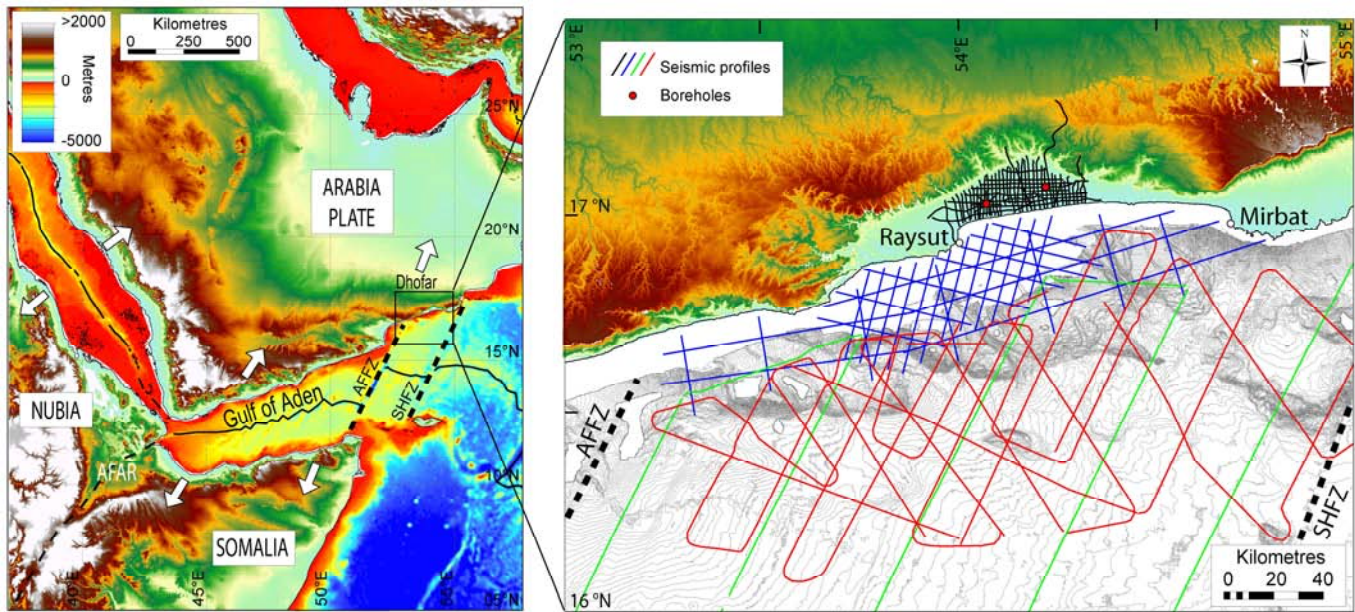 >2000
0
-5000
Metres
Kilometres
0 250 500
25°N
ARABIA
PLATE
20°N
Dhofar
15°N
AFFZ
SHFZ
Gulf of Aden
NUBIA
AFAR
10°N
SOMALIA
40°E
45°E
50°E
05°N
53°E
54°E
55°E
Seismic profiles
Boreholes
N
17°N
Raysut
Mirbat
AFFZ
SHFZ
Kilometres
0 20 40
16°N